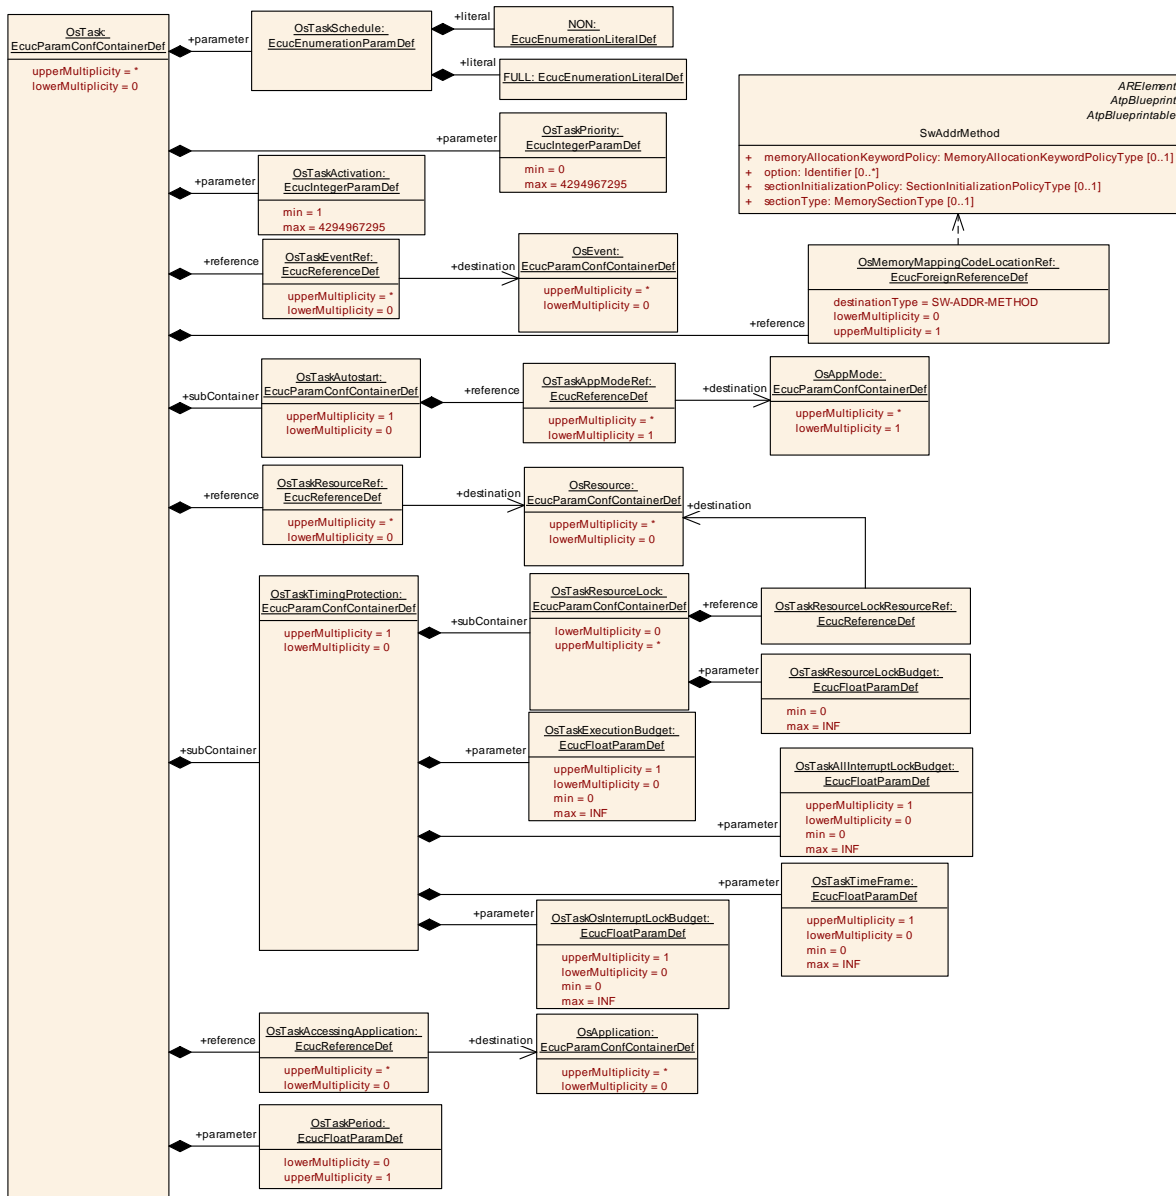 OsTask:
EcucParamConfContainerDef
upperMultiplicity = *
lowerMultiplicity = 0
+parameter
OsTaskSchedule:
EcucEnumerationParamDef
+literal
NON:
EcucEnumerationLiteralDef
+literal
FULL: EcucEnumerationLiteralDef
ARElement
AtpBlueprint
AtpBlueprintable
SwAddrMethod
+ memoryAllocationKeywordPolicy: MemoryAllocationKeywordPolicyType [0..1]
+ option: Identifier [0..*]
+ sectionInitializationPolicy: SectionInitializationPolicyType [0..1]
+ sectionType: MemorySectionType [0..1]
+parameter
OsTaskPriority:
EcucIntegerParamDef
min = 0
max = 4294967295
+parameter
OsTaskActivation:
EcucIntegerParamDef
min = 1
max = 4294967295
+reference
OsTaskEventRef:
EcucReferenceDef
upperMultiplicity = *
lowerMultiplicity = 0
+destination
OsEvent:
EcucParamConfContainerDef
upperMultiplicity = *
lowerMultiplicity = 0
+reference
OsMemoryMappingCodeLocationRef:
EcucForeignReferenceDef
destinationType = SW-ADDR-METHOD
lowerMultiplicity = 0
upperMultiplicity = 1
+subContainer
OsTaskAutostart:
EcucParamConfContainerDef
upperMultiplicity = 1
lowerMultiplicity = 0
+reference
OsTaskAppModeRef:
EcucReferenceDef
upperMultiplicity = *
lowerMultiplicity = 1
+destination
OsAppMode:
EcucParamConfContainerDef
upperMultiplicity = *
lowerMultiplicity = 1
+reference
OsTaskResourceRef:
EcucReferenceDef
upperMultiplicity = *
lowerMultiplicity = 0
+destination
OsResource:
EcucParamConfContainerDef
upperMultiplicity = *
lowerMultiplicity = 0
+destination
+subContainer
OsTaskTimingProtection:
EcucParamConfContainerDef
upperMultiplicity = 1
lowerMultiplicity = 0
+subContainer
OsTaskResourceLock:
EcucParamConfContainerDef
lowerMultiplicity = 0
upperMultiplicity = *
+reference
OsTaskResourceLockResourceRef:
EcucReferenceDef
+parameter
OsTaskResourceLockBudget:
EcucFloatParamDef
min = 0
max = INF
+parameter
OsTaskExecutionBudget:
EcucFloatParamDef
upperMultiplicity = 1
lowerMultiplicity = 0
min = 0
max = INF
+parameter
OsTaskAllInterruptLockBudget:
EcucFloatParamDef
upperMultiplicity = 1
lowerMultiplicity = 0
min = 0
max = INF
+parameter
OsTaskTimeFrame:
EcucFloatParamDef
upperMultiplicity = 1
lowerMultiplicity = 0
min = 0
max = INF
+parameter
OsTaskOsInterruptLockBudget:
EcucFloatParamDef
upperMultiplicity = 1
lowerMultiplicity = 0
min = 0
max = INF
+reference
OsTaskAccessingApplication:
EcucReferenceDef
upperMultiplicity = *
lowerMultiplicity = 0
+destination
OsApplication:
EcucParamConfContainerDef
upperMultiplicity = *
lowerMultiplicity = 0
+parameter
OsTaskPeriod:
EcucFloatParamDef
lowerMultiplicity = 0
upperMultiplicity = 1